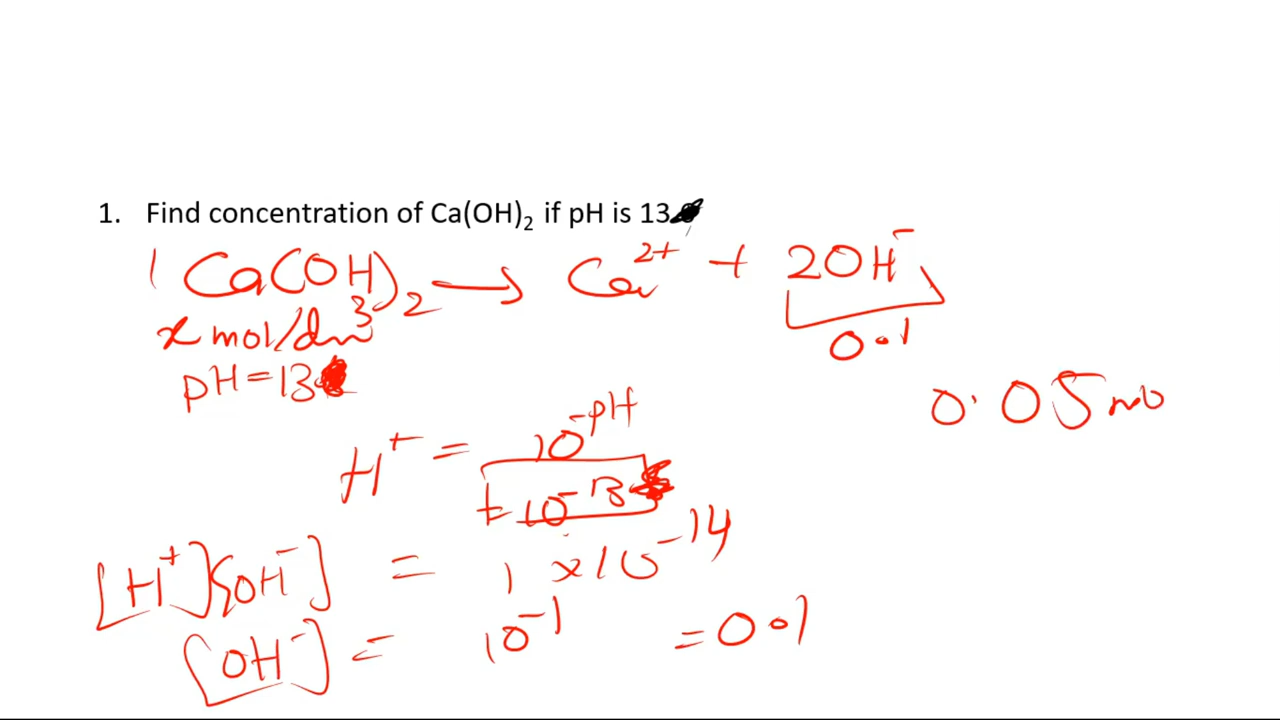 1. Find concentration of Ca(OH)₂ if pH is 13
1 Ca(OH)₂ → Ca²⁺ + 2OH⁻
x mol/dm³
0.1
pH = 13
0.05 mo
H⁺ = 10^-pH
= 10⁻¹³
[H⁺][OH⁻] = 1 × 10⁻¹⁴
[OH⁻] = 10⁻¹ = 0.1